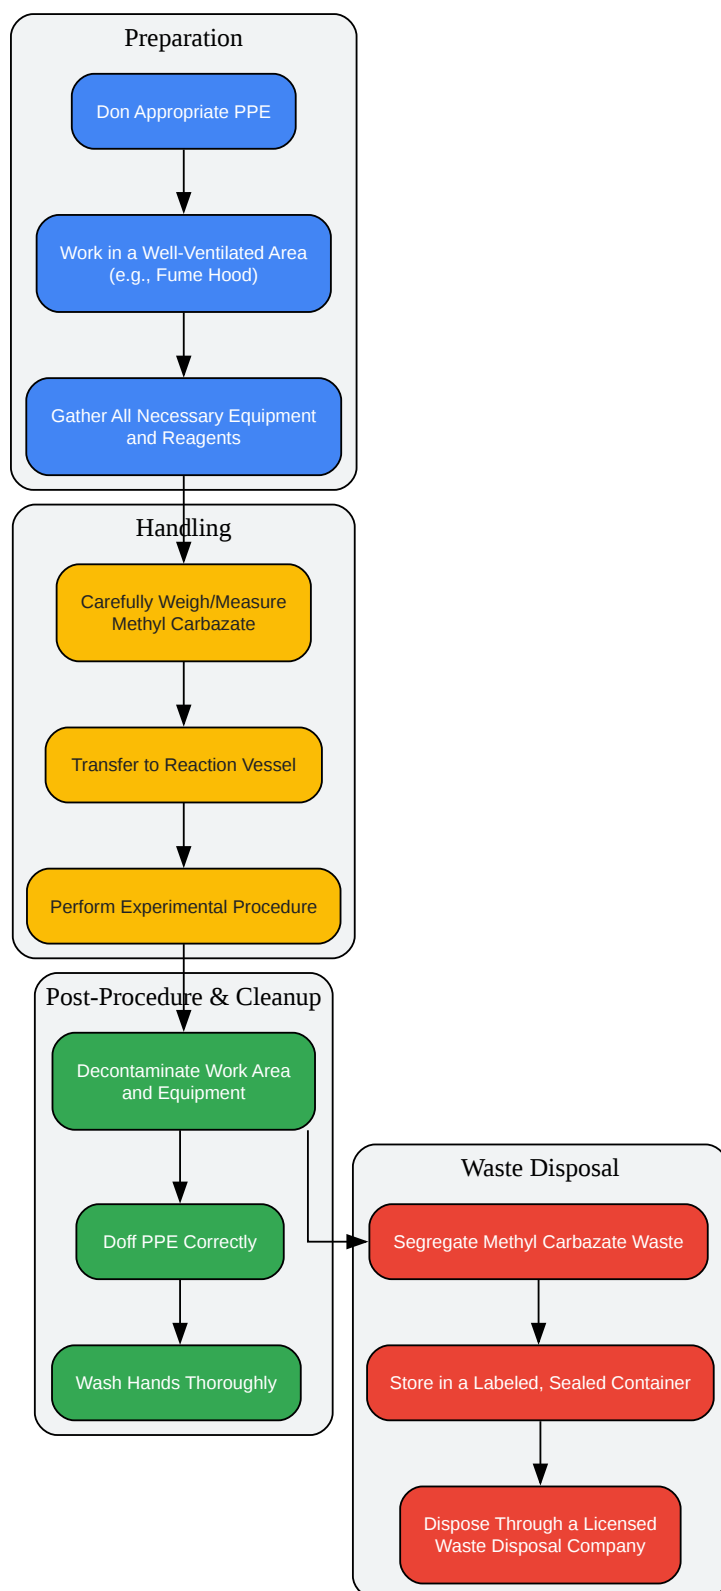 Preparation
Don Appropriate PPE
Work in a Well-Ventilated Area
(e.g., Fume Hood)
Gather All Necessary Equipment
and Reagents
Handling
Carefully Weigh/Measure
Methyl Carbazate
Transfer to Reaction Vessel
Perform Experimental Procedure
Post-Procedure & Cleanup
Decontaminate Work Area
and Equipment
Doff PPE Correctly
Wash Hands Thoroughly
Waste Disposal
Segregate Methyl Carbazate Waste
Store in a Labeled, Sealed Container
Dispose Through a Licensed
Waste Disposal Company